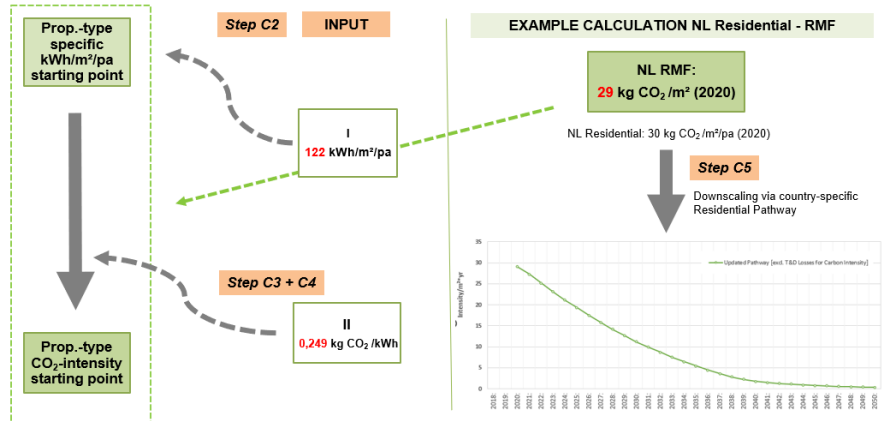 Prop.-type
specific
kWh/m²/pa
starting point
Step C2
INPUT
I
122 kWh/m²/pa
Step C3 + C4
II
0,249 kg CO₂ /kWh
Prop.-type
CO₂-intensity
starting point
EXAMPLE CALCULATION NL Residential - RMF
NL RMF:
29 kg CO₂ /m² (2020)
NL Residential: 30 kg CO₂ /m²/pa (2020)
Step C5
Downscaling via country-specific
Residential Pathway
Intensity/m²*yr
35
30
25
20
15
10
5
0
Updated Pathway [excl. T&D Losses for Carbon Intensity]
2018: 2019: 2020: 2021: 2022: 2023: 2024: 2025: 2026: 2027: 2028: 2029: 2030: 2031: 2032: 2033: 2034: 2035: 2036: 2037: 2038: 2039: 2040: 2041: 2042: 2043: 2044: 2045: 2046: 2047: 2048: 2049: 2050: